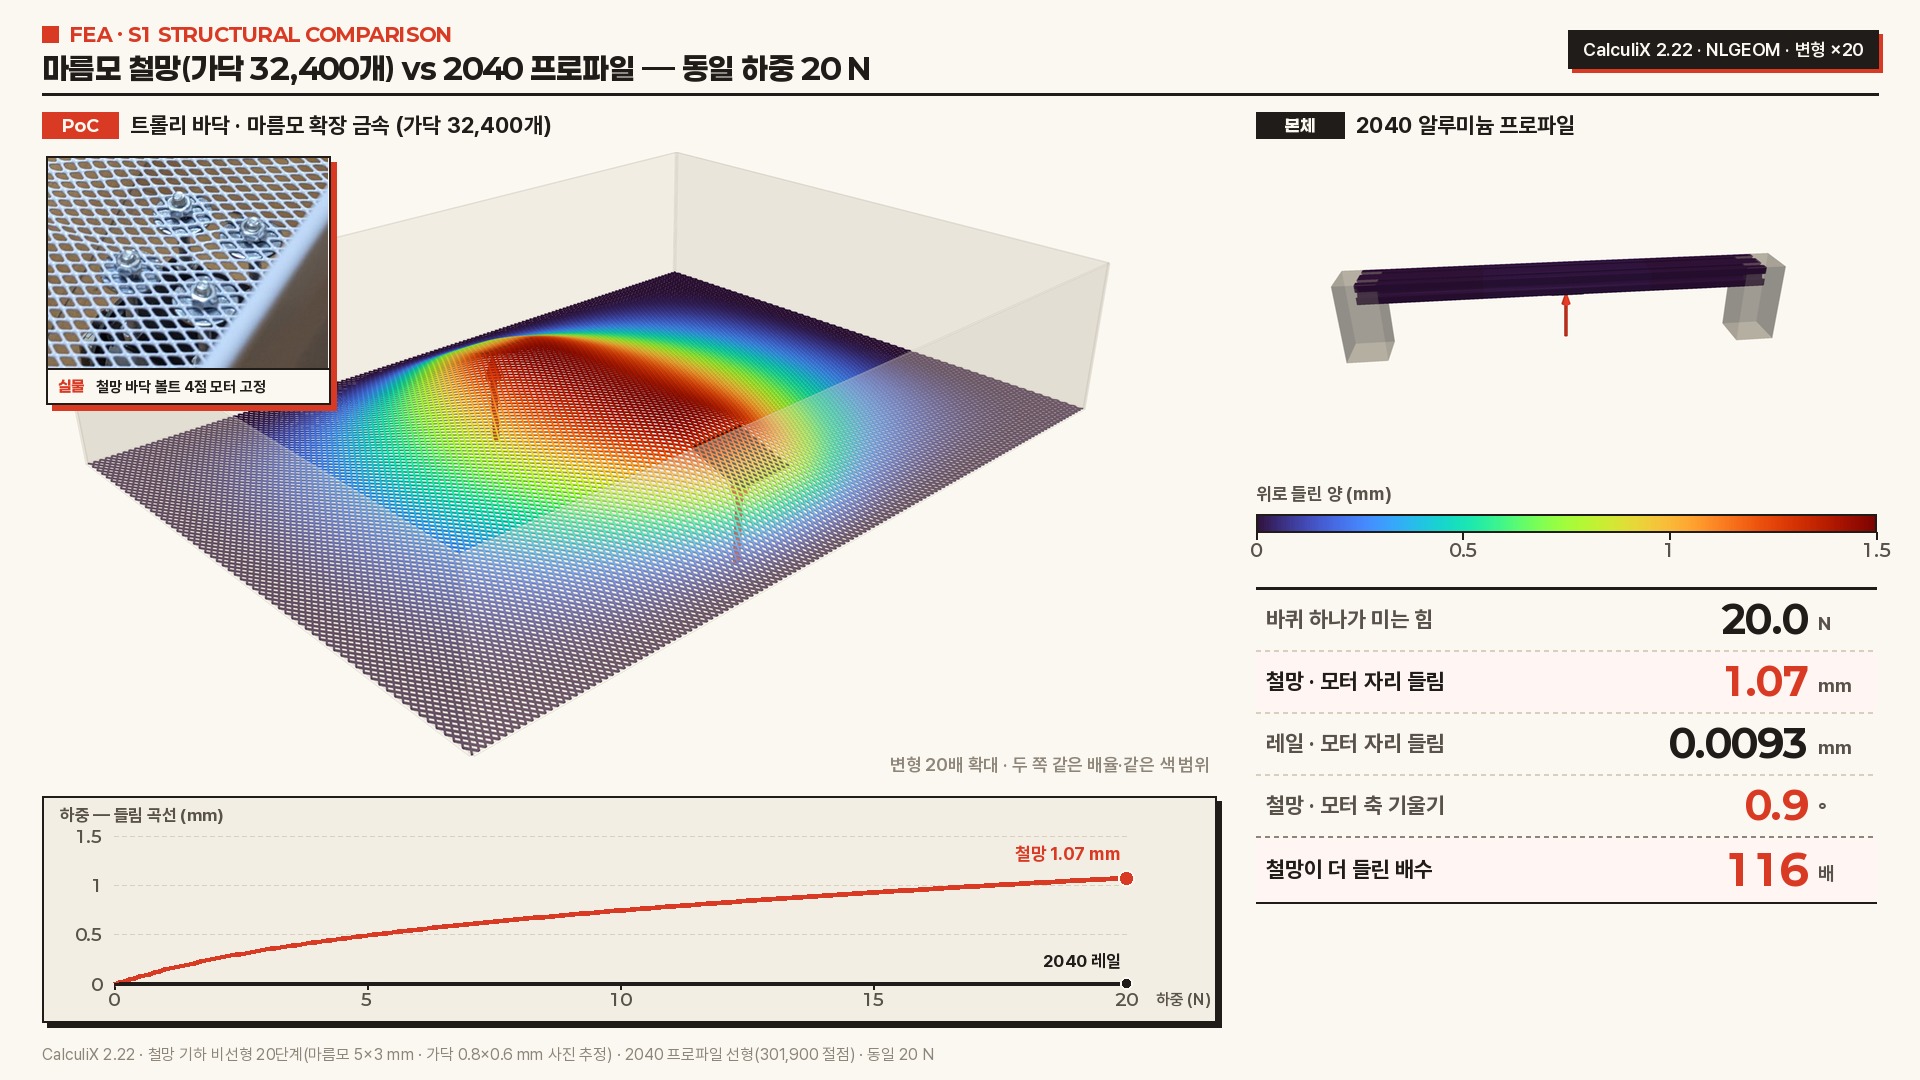 FEA · S1 STRUCTURAL COMPARISON
마름모 철망(가닥 32,400개) vs 2040 프로파일 — 동일 하중 20 N
CalculiX 2.22 · NLGEOM · 변형 ×20
PoC 트롤리 바닥 · 마름모 확장 금속 (가닥 32,400개)
본체 2040 알루미늄 프로파일
실물 철망 바닥 볼트 4점 모터 고정
변형 20배 확대 · 두 쪽 같은 배율·같은 색 범위
위로 들린 양 (mm)
0 0.5 1 1.5
바퀴 하나가 미는 힘 20.0 N
철망 · 모터 자리 들림 1.07 mm
레일 · 모터 자리 들림 0.0093 mm
철망 · 모터 축 기울기 0.9 °
철망이 더 들린 배수 116 배
하중 — 들림 곡선 (mm)
1.5
철망 1.07 mm
1
0.5
2040 레일
0
0 5 10 15 20 하중 (N)
CalculiX 2.22 · 철망 기하 비선형 20단계(마름모 5×3 mm · 가닥 0.8×0.6 mm 사진 추정) · 2040 프로파일 선형(301,900 절점) · 동일 20 N